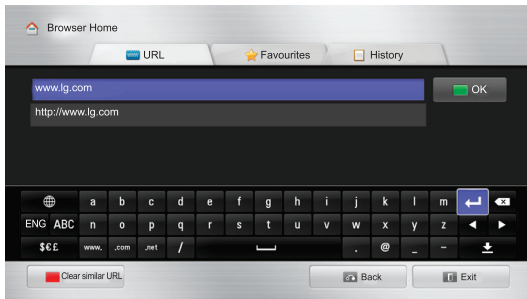 Browser Home
URL
Favourites
History
www.lg.com
OK
http://www.lg.com
a b c d e f g h i j k l m
ENG ABC n o p q r s t u v w x y z
$€£ www. .com .net / . @ _ -
Clear similar URL
Back
Exit